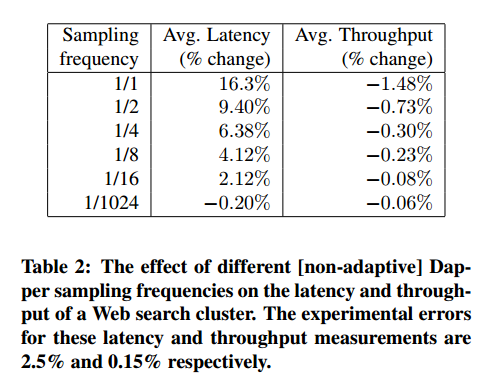 Sampling frequency Avg. Latency (% change) Avg. Throughput (% change)
1/1 16.3% −1.48%
1/2 9.40% −0.73%
1/4 6.38% −0.30%
1/8 4.12% −0.23%
1/16 2.12% −0.08%
1/1024 −0.20% −0.06%
Table 2: The effect of different [non-adaptive] Dap-
per sampling frequencies on the latency and through-
put of a Web search cluster. The experimental errors
for these latency and throughput measurements are
2.5% and 0.15% respectively.